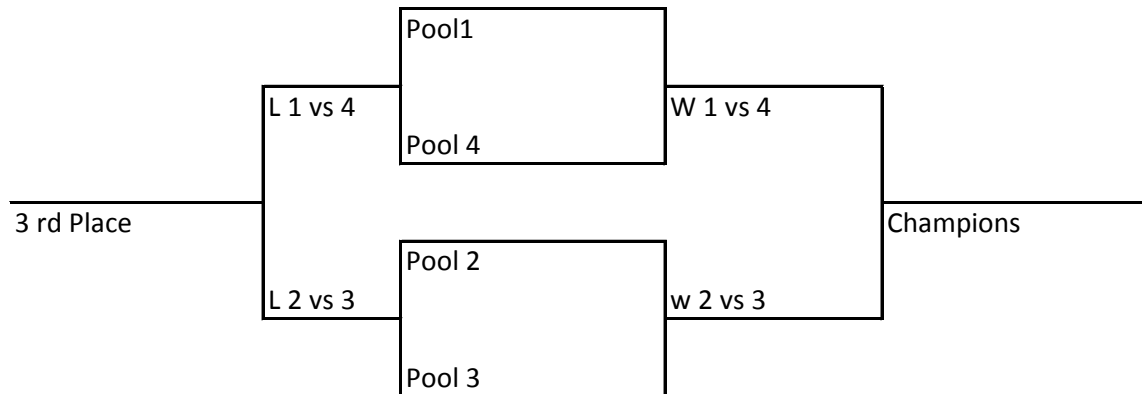 Pool1
L 1 vs 4
W 1 vs 4
Pool 4
3 rd Place
Champions
Pool 2
L 2 vs 3
w 2 vs 3
Pool 3